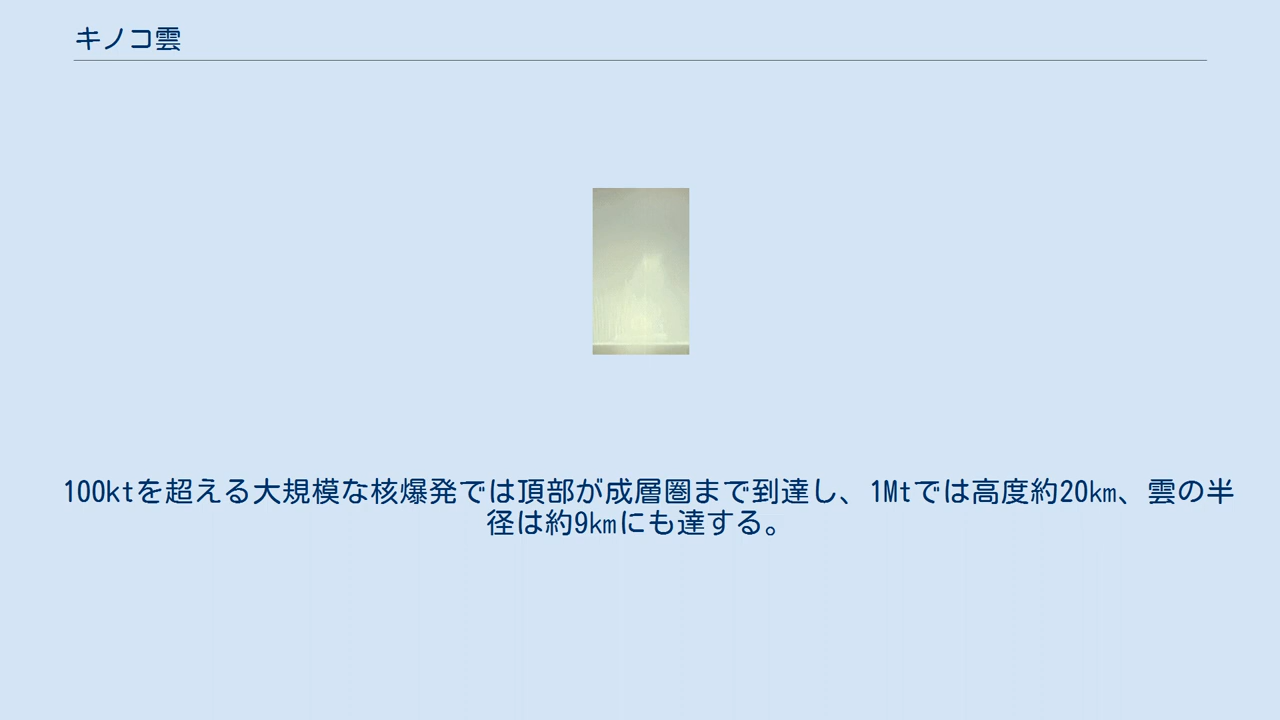 キノコ雲
100ktを超える大規模な核爆発では頂部が成層圏まで到達し、1Mtでは高度約20㎞、雲の半
径は約9㎞にも達する。